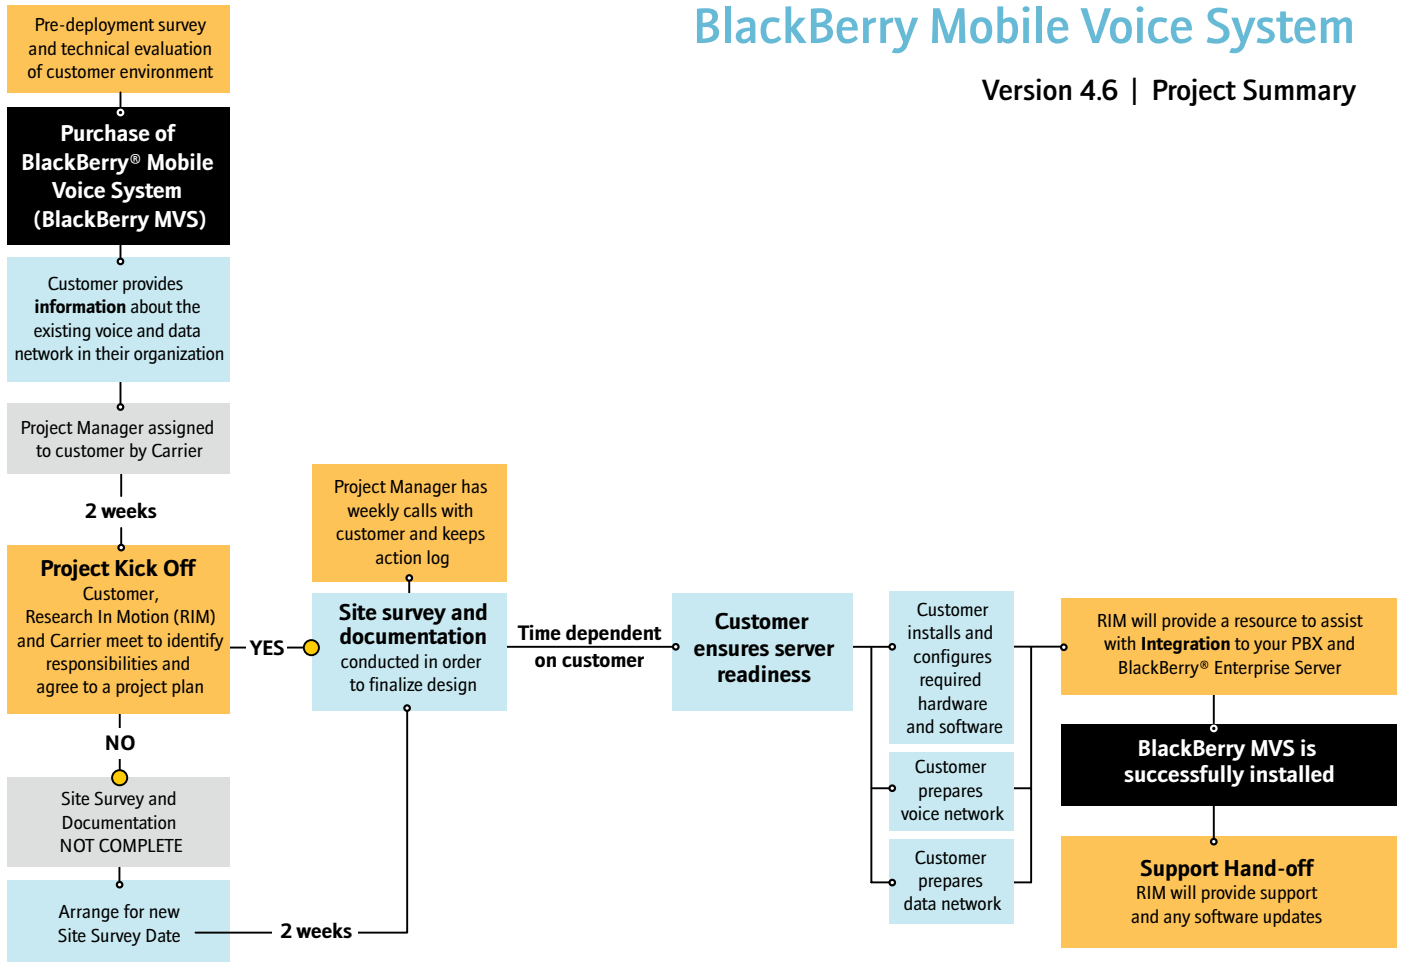 BlackBerry Mobile Voice System
Version 4.6 | Project Summary
Pre-deployment survey
and technical evaluation
of customer environment
Purchase of
BlackBerry® Mobile
Voice System
(BlackBerry MVS)
Customer provides
information about the
existing voice and data
network in their organization
Project Manager assigned
to customer by Carrier
2 weeks
Project Kick Off
Customer,
Research In Motion (RIM)
and Carrier meet to identify
responsibilities and
agree to a project plan
NO
Site Survey and
Documentation
NOT COMPLETE
Arrange for new
Site Survey Date
2 weeks
YES
Project Manager has
weekly calls with
customer and keeps
action log
Site survey and
documentation
conducted in order
to finalize design
Time dependent
on customer
Customer
ensures server
readiness
Customer
installs and
configures
required
hardware
and software
Customer
prepares
voice network
Customer
prepares
data network
RIM will provide a resource to assist
with Integration to your PBX and
BlackBerry® Enterprise Server
BlackBerry MVS is
successfully installed
Support Hand-off
RIM will provide support
and any software updates